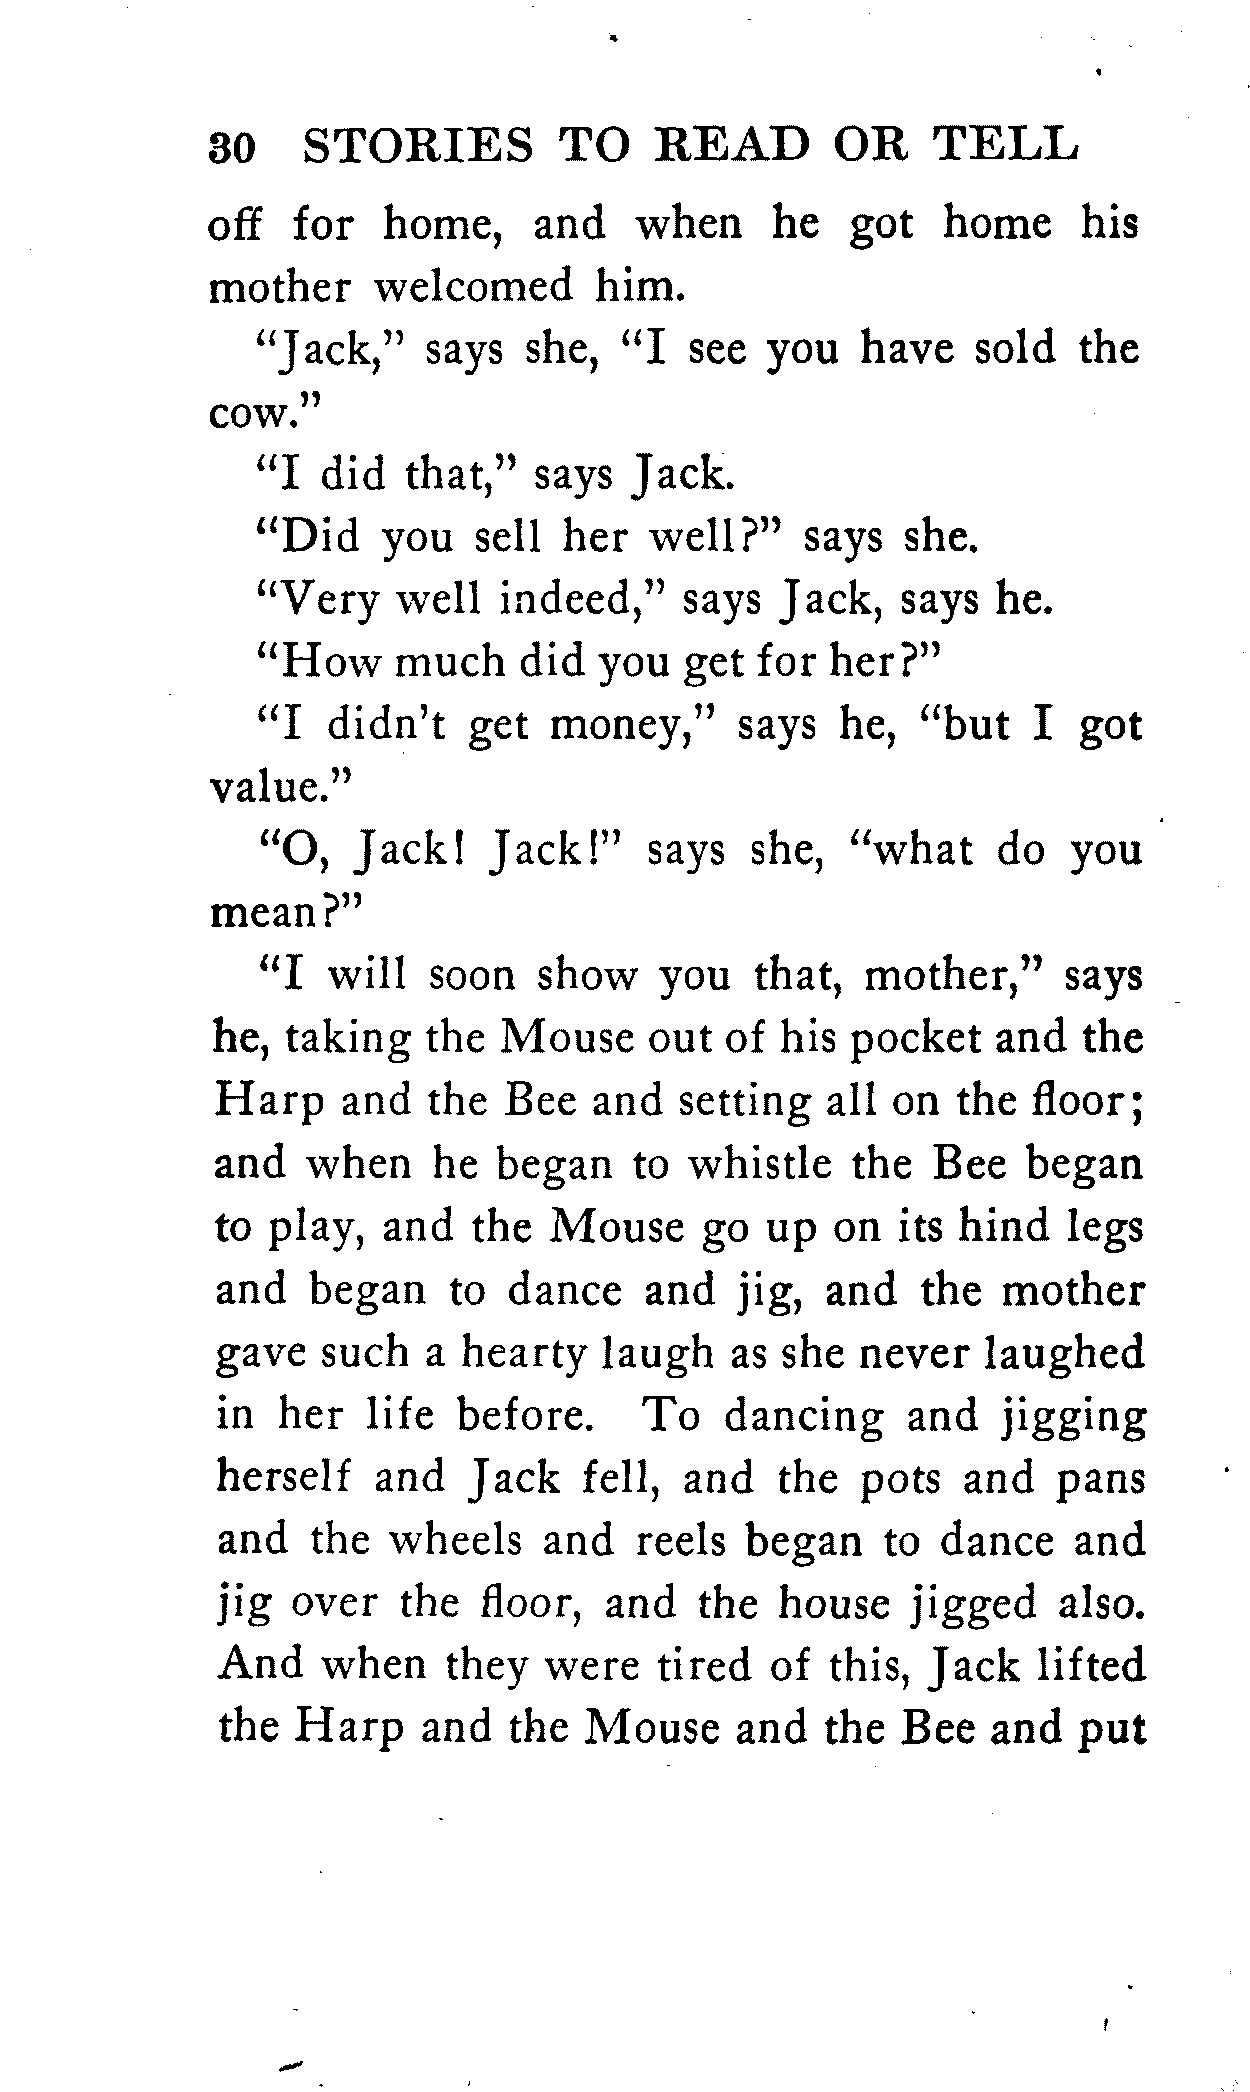 30 STORIES TO READ OR TELL
off for home, and when he got home his
mother welcomed him.
“Jack,” says she, “I see you have sold the
cow.”
“I did that,” says Jack.
“Did you sell her well?” says she.
“Very well indeed,” says Jack, says he.
“How much did you get for her?”
“I didn't get money,” says he, “but I got
value.”
“O, Jack! Jack!” says she, “what do you
mean?”
“I will soon show you that, mother,” says
he, taking the Mouse out of his pocket and the
Harp and the Bee and setting all on the floor;
and when he began to whistle the Bee began
to play, and the Mouse go up on its hind legs
and began to dance and jig, and the mother
gave such a hearty laugh as she never laughed
in her life before. To dancing and jigging
herself and Jack fell, and the pots and pans
and the wheels and reels began to dance and
jig over the floor, and the house jigged also.
And when they were tired of this, Jack lifted
the Harp and the Mouse and the Bee and put